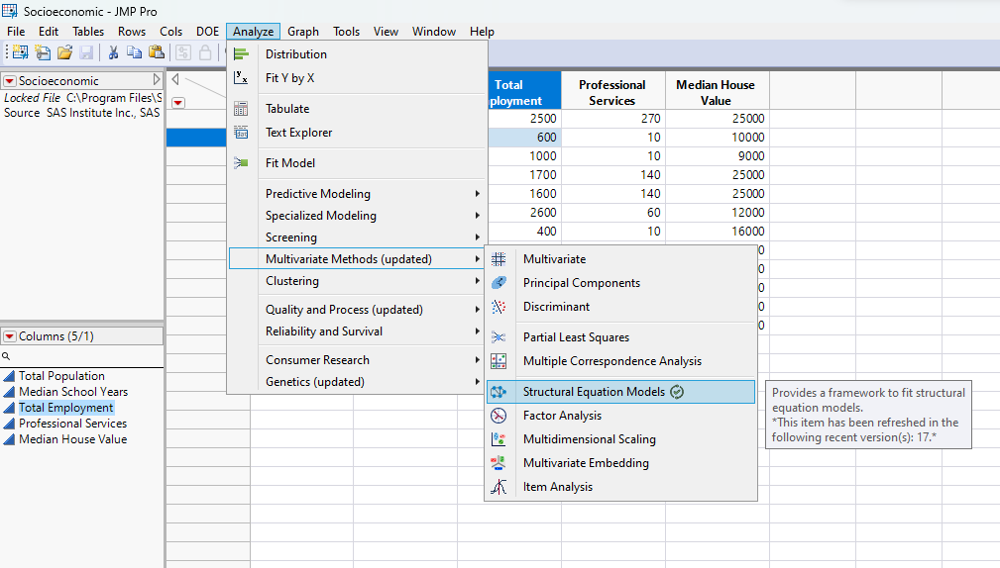 Socioeconomic - JMP Pro
File Edit Tables Rows Cols DOE Analyze Graph Tools View Window Help
Socioeconomic
Locked File C:\Program Files\S
Source SAS Institute Inc., SAS
Columns (5/1)
Total Population
Median School Years
Total Employment
Professional Services
Median House Value
Distribution
Fit Y by X
Tabulate
Text Explorer
Fit Model
Predictive Modeling
Specialized Modeling
Screening
Multivariate Methods (updated)
Clustering
Quality and Process (updated)
Reliability and Survival
Consumer Research
Genetics (updated)
Total Professional Median House
ployment Services Value
2500 270 25000
600 10 10000
1000 10 9000
1700 140 25000
1600 140 25000
2600 60 12000
400 10 16000
0
0
0
0
0
Multivariate
Principal Components
Discriminant
Partial Least Squares
Multiple Correspondence Analysis
Structural Equation Models
Factor Analysis
Multidimensional Scaling
Multivariate Embedding
Item Analysis
Provides a framework to fit structural
equation models.
*This item has been refreshed in the
following recent version(s): 17.*